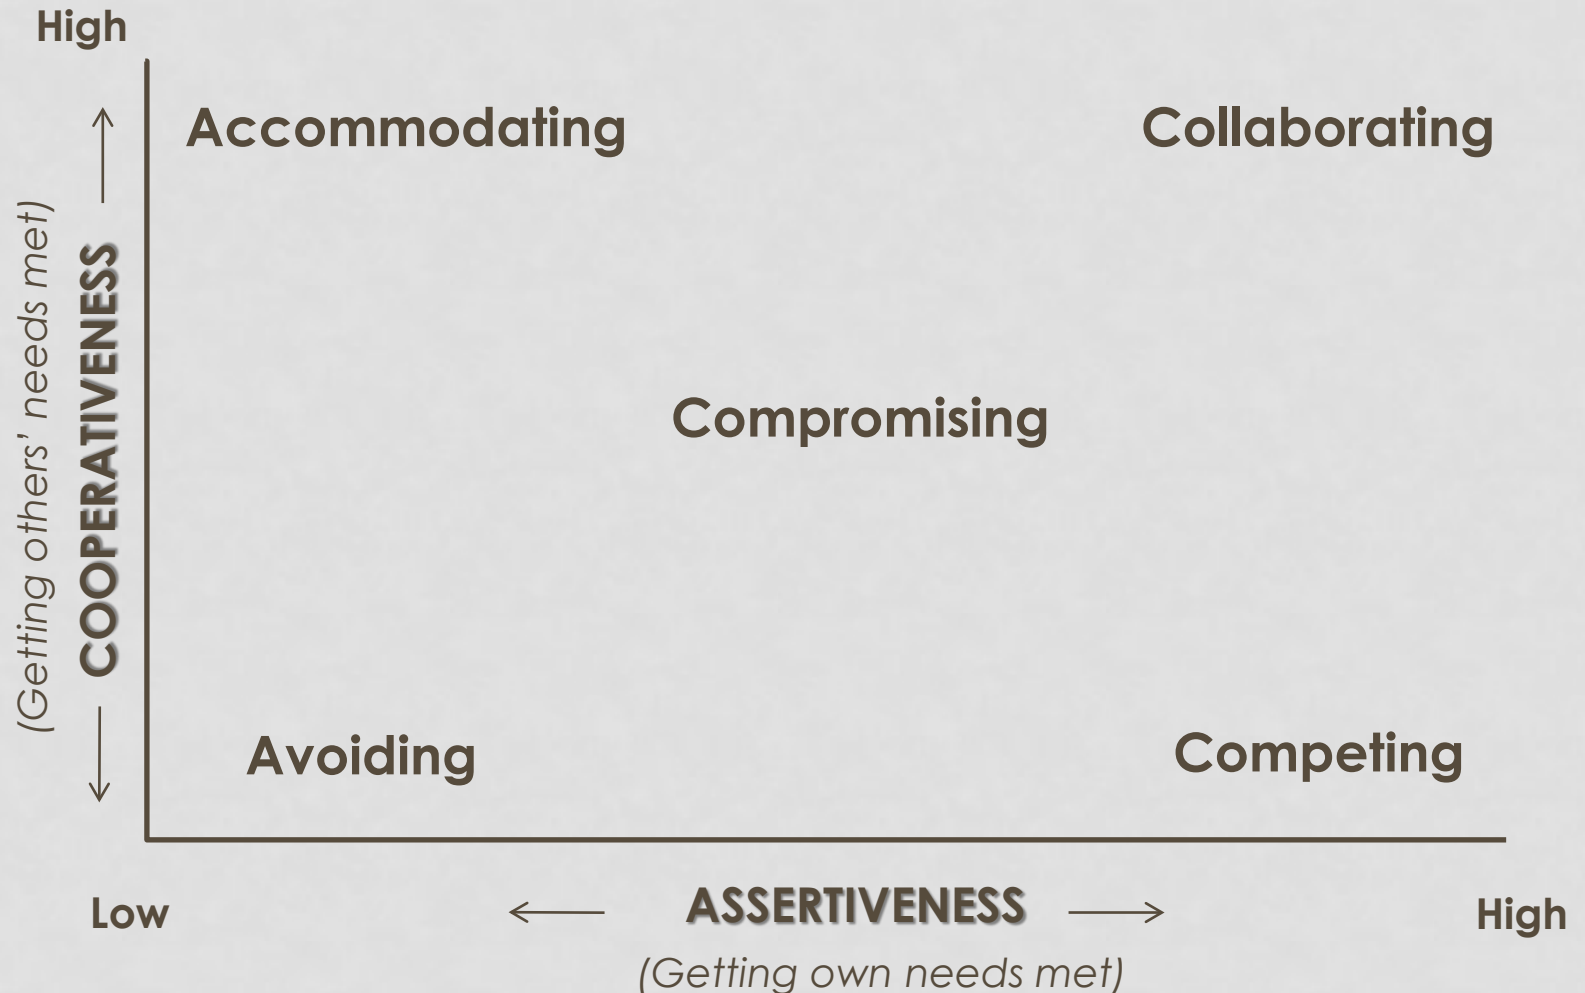 High
Accommodating
Collaborating
(Getting others’ needs met)
COOPERATIVENESS
Compromising
Avoiding
Competing
Low
ASSERTIVENESS
High
(Getting own needs met)